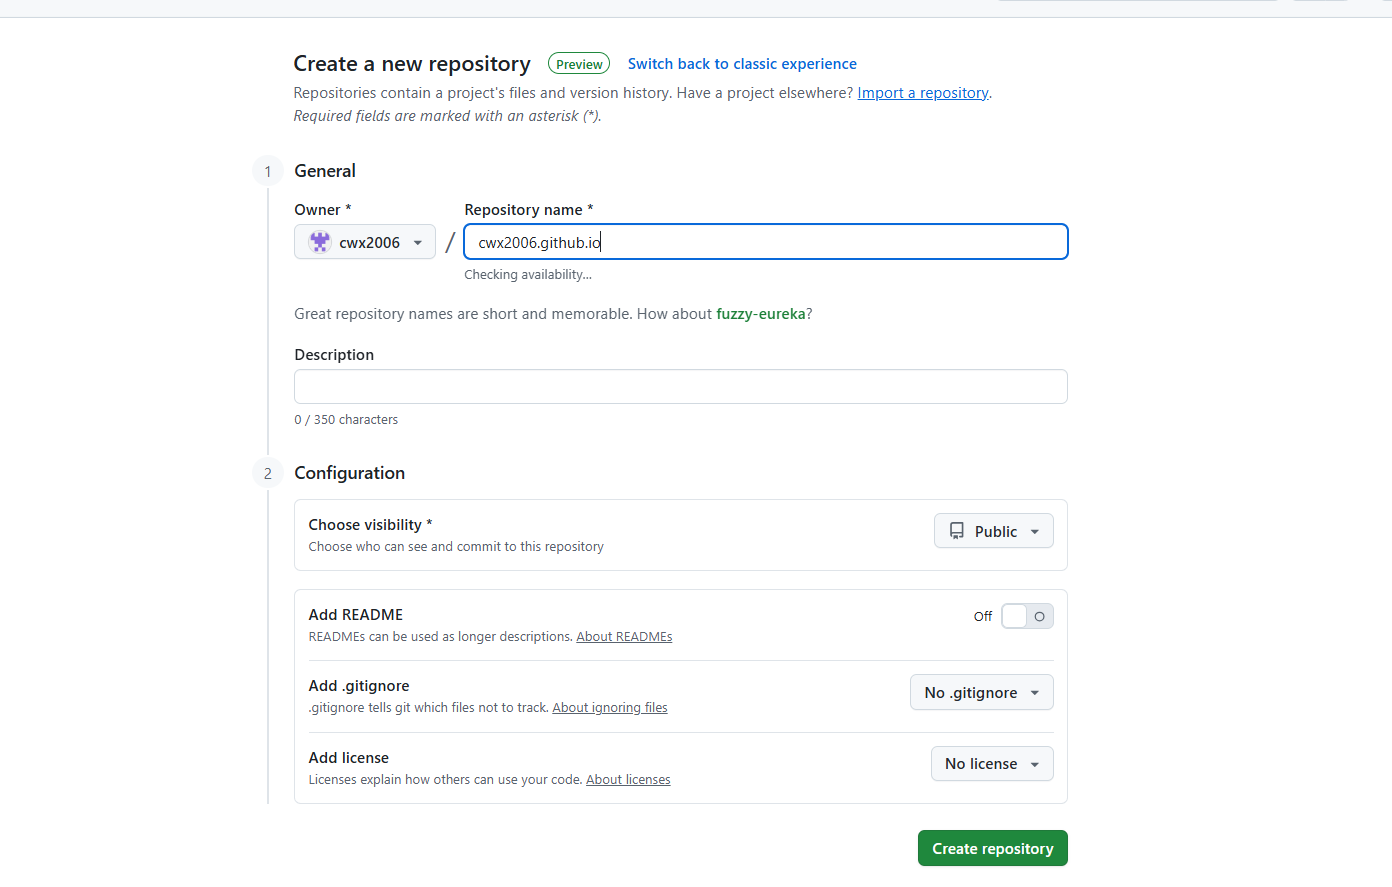 Create a new repository Preview Switch back to classic experience
Repositories contain a project's files and version history. Have a project elsewhere? Import a repository.
Required fields are marked with an asterisk (*).
1 General
Owner * Repository name *
cwx2006 / cwx2006.github.io
Checking availability...
Great repository names are short and memorable. How about fuzzy-eureka?
Description
0 / 350 characters
2 Configuration
Choose visibility *
Choose who can see and commit to this repository
Public
Add README
READMEs can be used as longer descriptions. About READMEs
Off
Add .gitignore
.gitignore tells git which files not to track. About ignoring files
No .gitignore
Add license
Licenses explain how others can use your code. About licenses
No license
Create repository